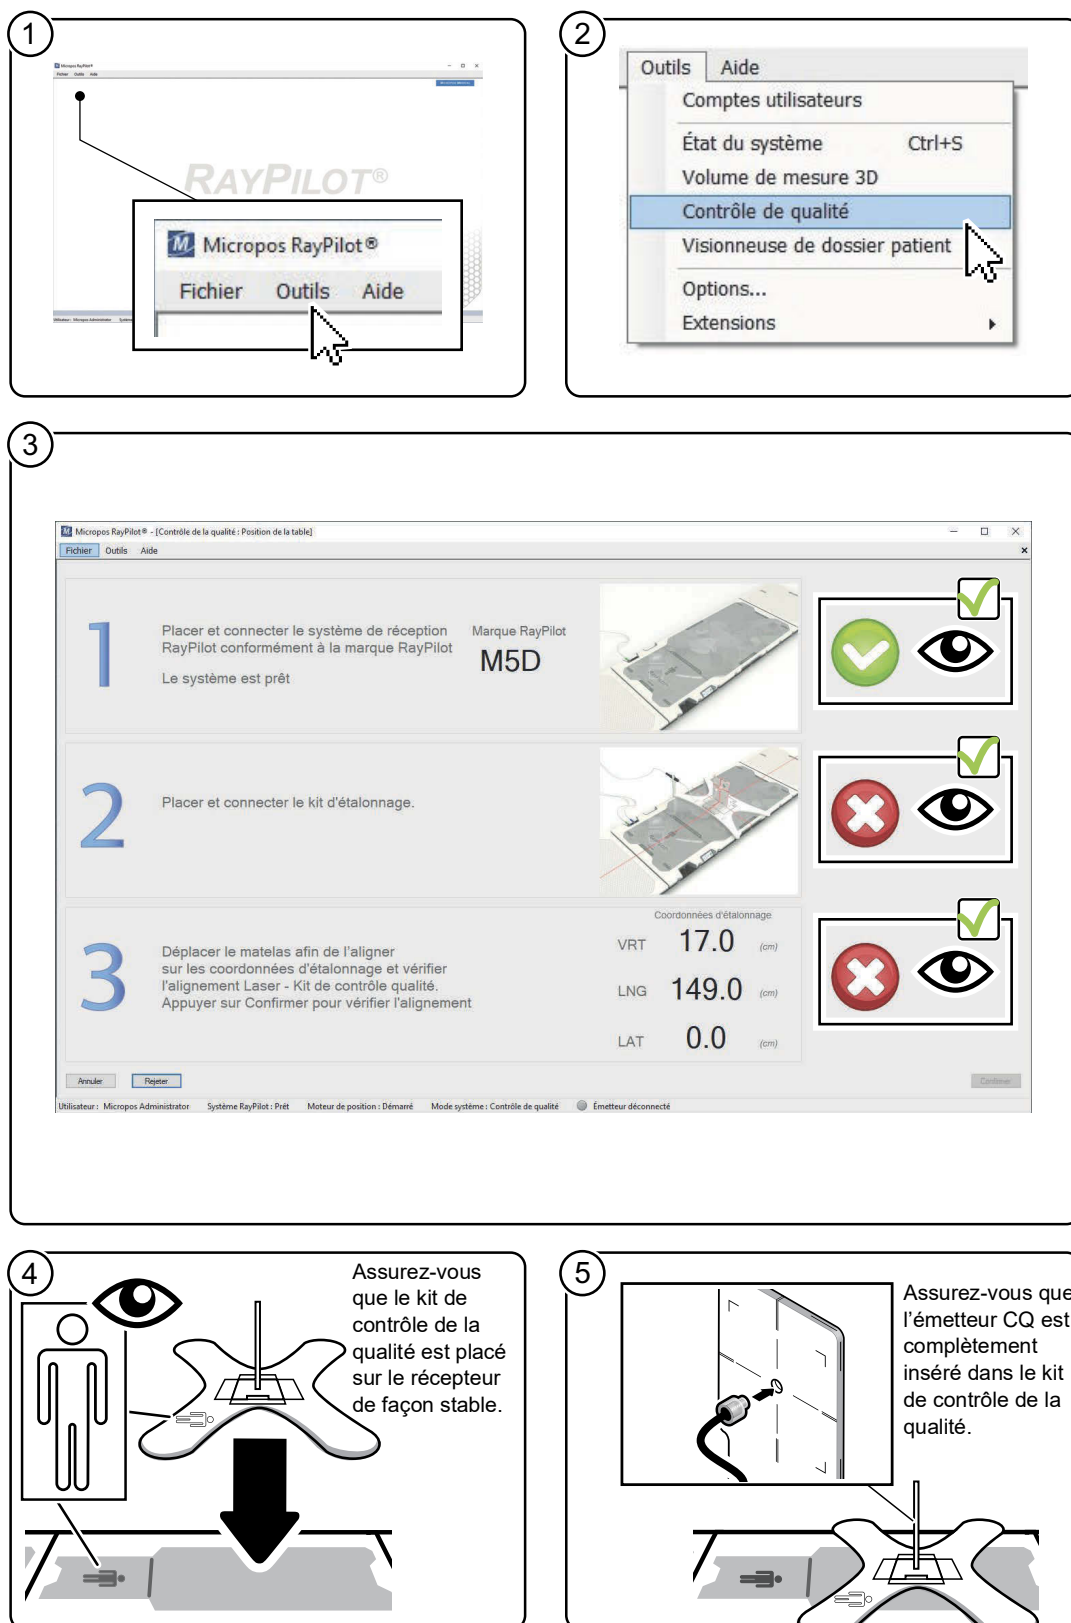 1
Micropos RayPilot®
Fichier Outils Aide
RAYPILOT®
Micropos RayPilot®
Fichier Outils Aide
Utilisateur : Micropos Administrator
2
Outils Aide
Comptes utilisateurs
État du système Ctrl+S
Volume de mesure 3D
Contrôle de qualité
Visionneuse de dossier patient
Options...
Extensions
3
Micropos RayPilot® - [Contrôle de la qualité : Position de la table]
Fichier Outils Aide
1
Placer et connecter le système de réception
RayPilot conformément à la marque RayPilot
Le système est prêt
Marque RayPilot
M5D
2
Placer et connecter le kit d'étalonnage.
3
Déplacer le matelas afin de l'aligner
sur les coordonnées d'étalonnage et vérifier
l'alignement Laser - Kit de contrôle qualité.
Appuyer sur Confirmer pour vérifier l'alignement
Coordonnées d'étalonnage
VRT 17.0 (cm)
LNG 149.0 (cm)
LAT 0.0 (cm)
Annuler Rejeter Confirmer
Utilisateur : Micropos Administrator Système RayPilot : Prêt Moteur de position : Démarré Mode système : Contrôle de qualité Émetteur déconnecté
4
Assurez-vous
que le kit de
contrôle de la
qualité est placé
sur le récepteur
de façon stable.
5
Assurez-vous que
l'émetteur CQ est
complètement
inséré dans le kit
de contrôle de la
qualité.